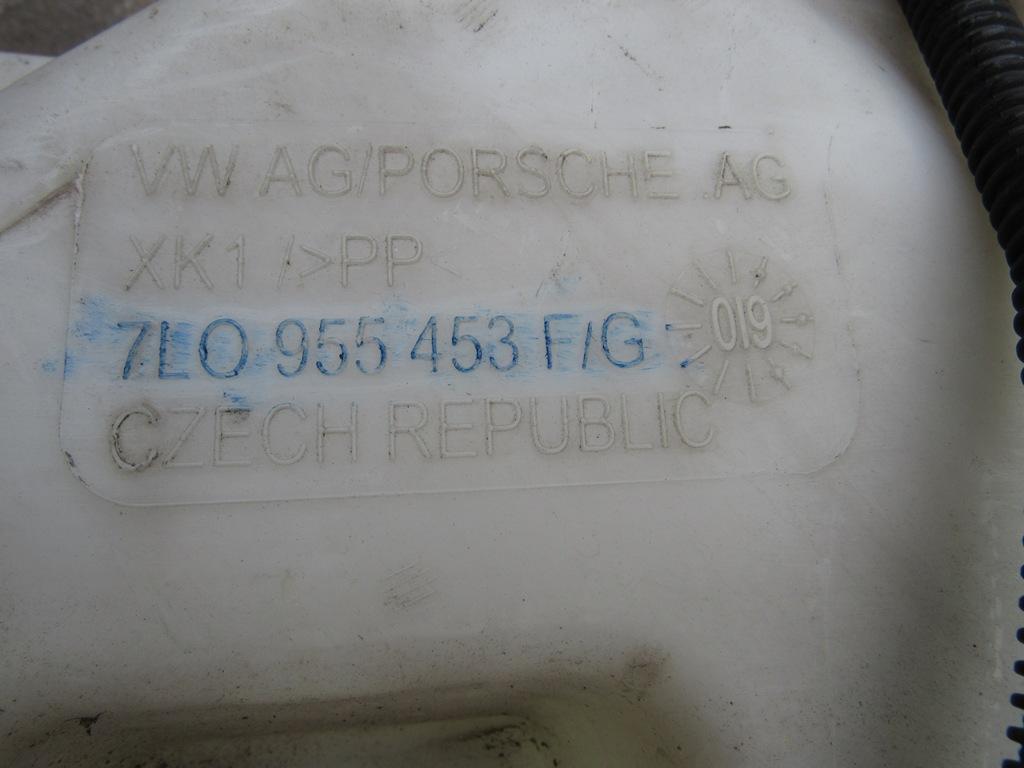 VW AG/PORSCHE AG
XK1 />PP<
7L0 955 453 F/G
019
CZECH REPUBLIC